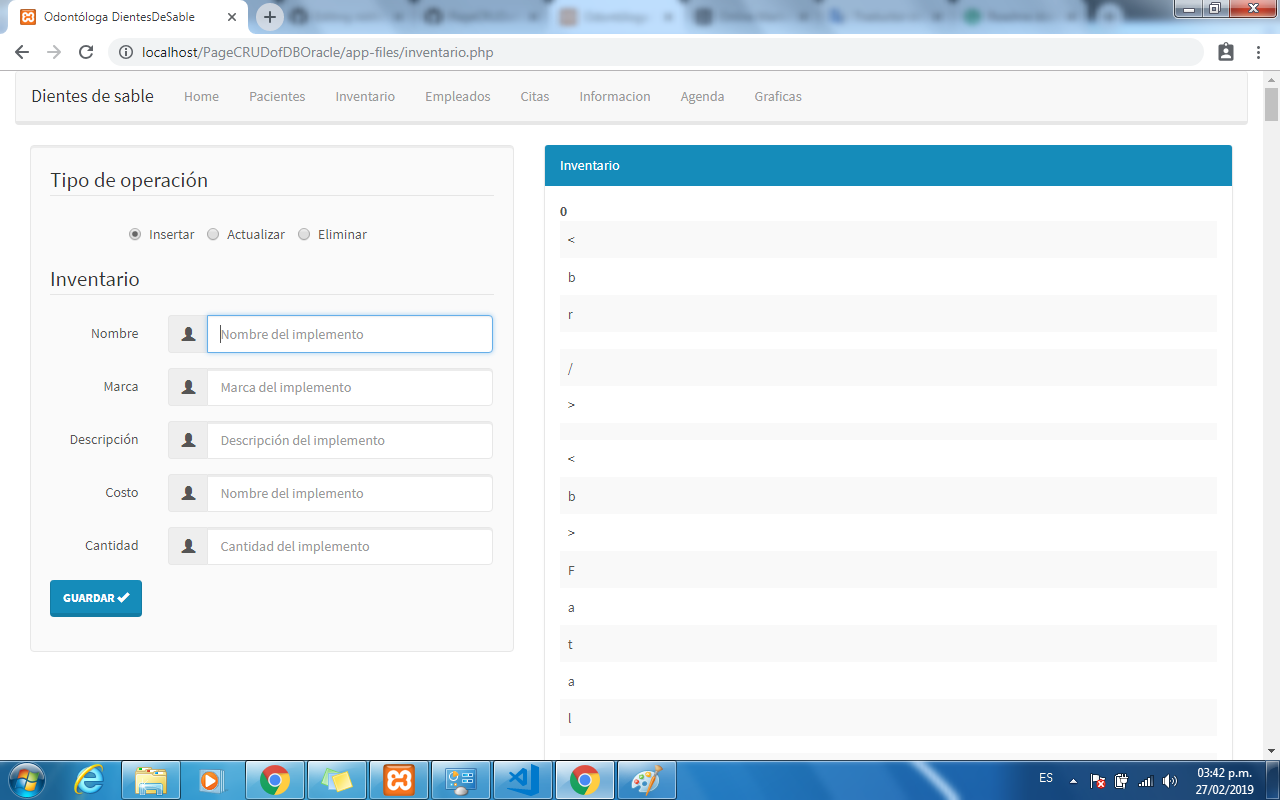 Odontóloga DientesDeSable
localhost/PageCRUDofDBOracle/app-files/inventario.php
Dientes de sable Home Pacientes Inventario Empleados Citas Informacion Agenda Graficas
Tipo de operación
Insertar Actualizar Eliminar
Inventario
Nombre Nombre del implemento
Marca Marca del implemento
Descripción Descripción del implemento
Costo Nombre del implemento
Cantidad Cantidad del implemento
GUARDAR
Inventario
0
<
b
r
/
>
<
b
>
F
a
t
a
l
ES
03:42 p.m.
27/02/2019